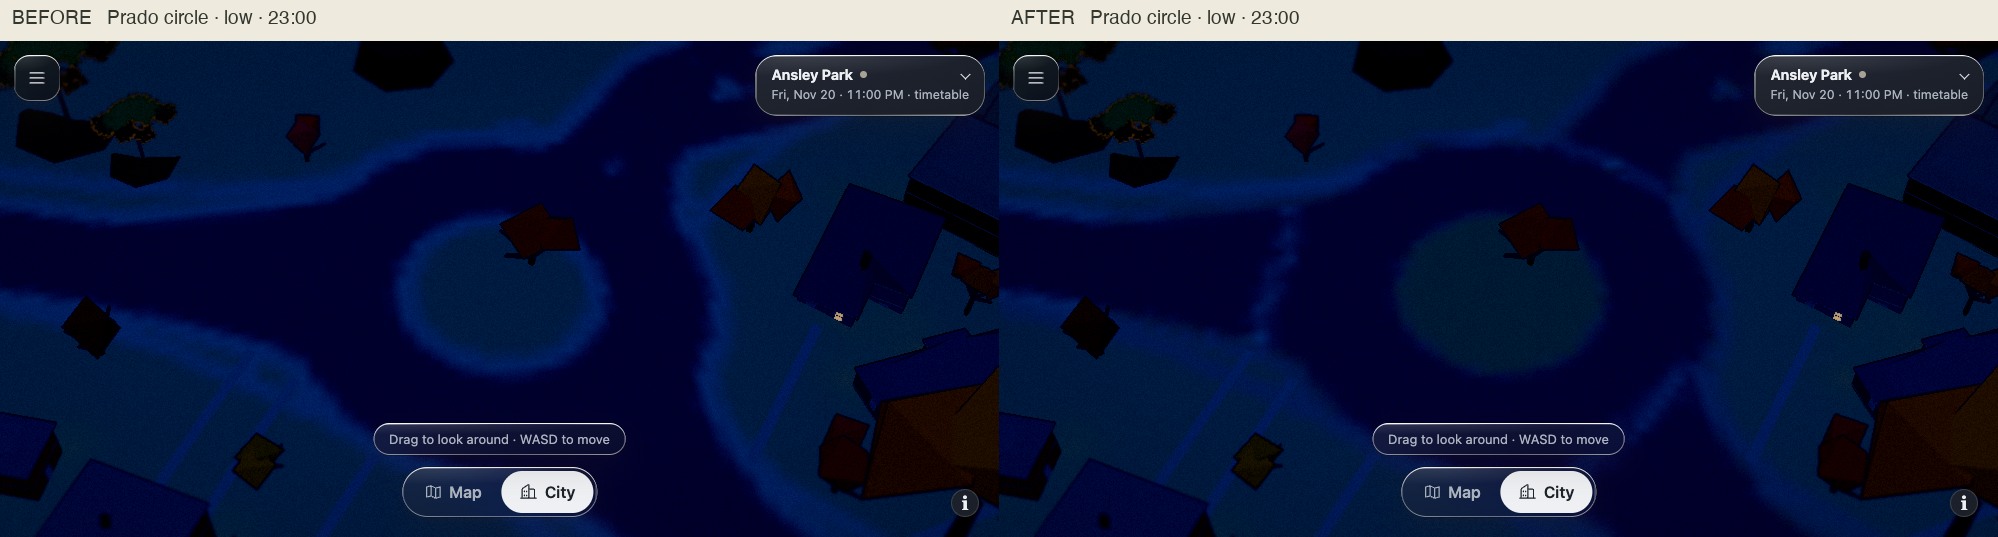 BEFORE Prado circle · low · 23:00
Ansley Park
Fri, Nov 20 · 11:00 PM · timetable
Drag to look around · WASD to move
Map City
i
AFTER Prado circle · low · 23:00
Ansley Park
Fri, Nov 20 · 11:00 PM · timetable
Drag to look around · WASD to move
Map City
i